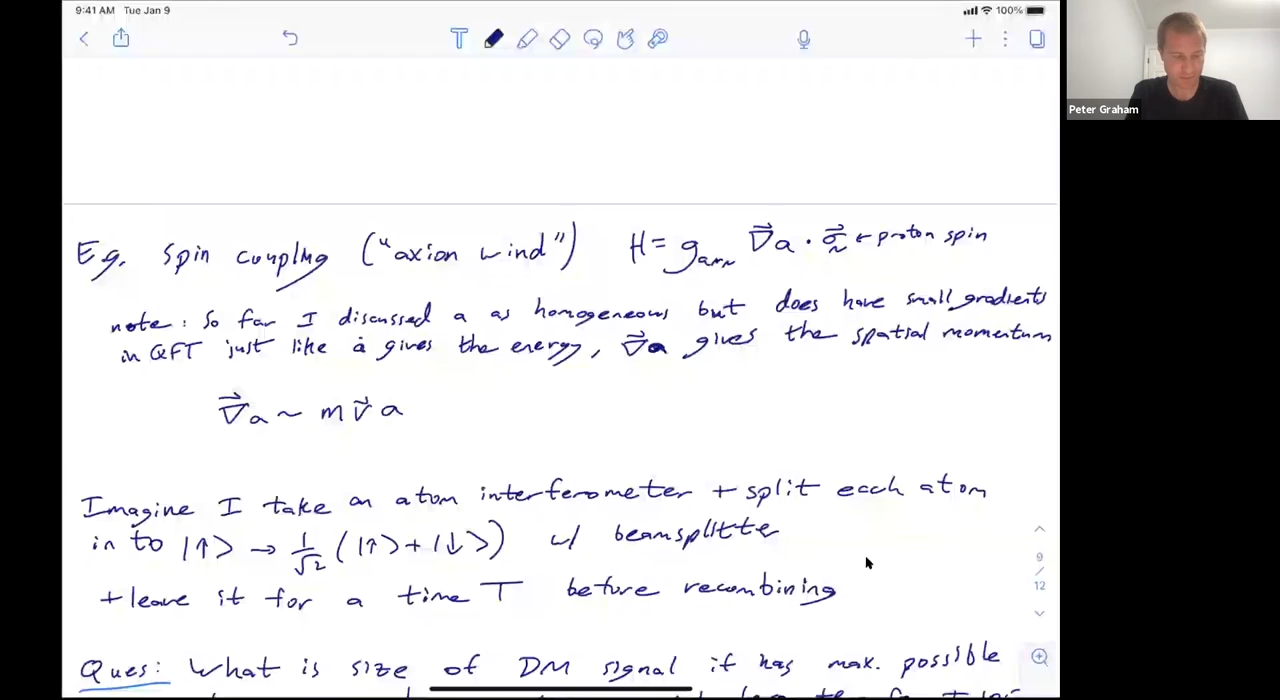 9:41 AM Tue Jan 9
100%
Peter Graham
Eg. Spin coupling ("axion wind") H = g_ann ∇⃗a · σ⃗_n ← proton spin
note: So far I discussed a as homogeneous but does have small gradients
in QFT just like ȧ gives the energy, ∇⃗a gives the spatial momentum
∇⃗a ~ m v⃗ a
Imagine I take an atom interferometer + split each atom
in to |↑> → 1/√2 (|↑> + |↓>) w/ beamsplitter
+ leave it for a time T before recombining
9
/
12
Ques: What is size of DM signal if has max. possible